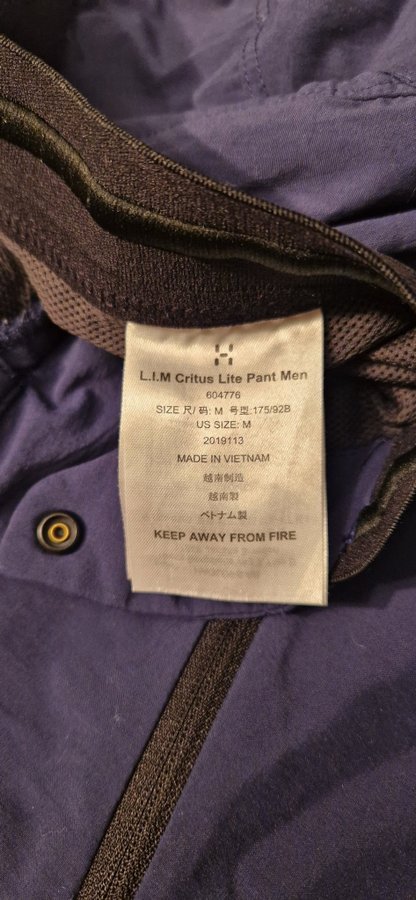 L.I.M Critus Lite Pant Men
604776
SIZE 尺/ 码: M 号型:175/92B
US SIZE: M
2019113
MADE IN VIETNAM
越南制造
越南製
ベトナム製
KEEP AWAY FROM FIRE